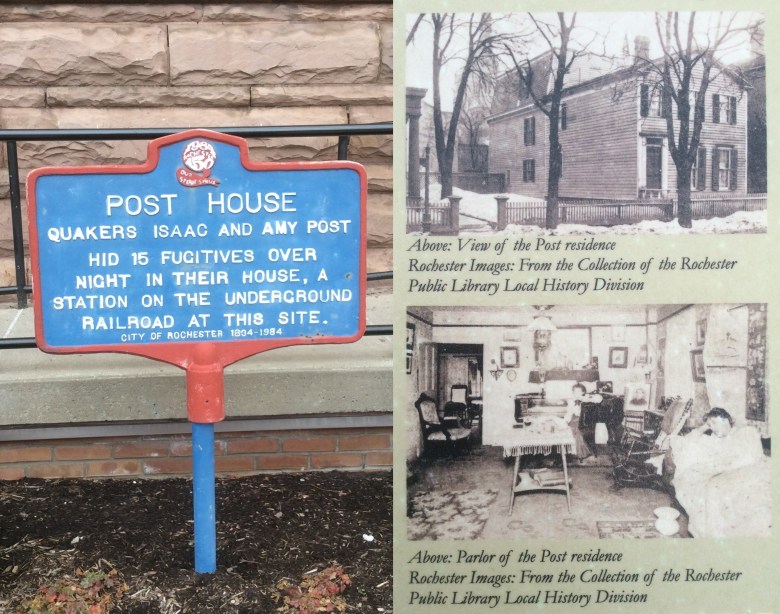 POST HOUSE
QUAKERS ISAAC AND AMY POST
HID 15 FUGITIVES OVER
NIGHT IN THEIR HOUSE, A
STATION ON THE UNDERGROUND
RAILROAD AT THIS SITE.
CITY OF ROCHESTER 1834-1984
Above: View of the Post residence
Rochester Images: From the Collection of the Rochester
Public Library Local History Division
Above: Parlor of the Post residence
Rochester Images: From the Collection of the Rochester
Public Library Local History Division